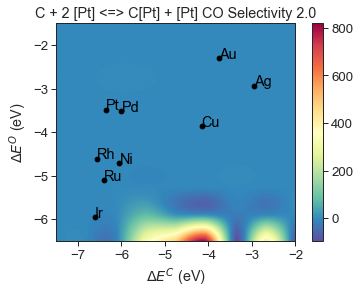 C + 2 [Pt] <=> C[Pt] + [Pt] CO Selectivity 2.0
800
600
400
200
0
−2
−3
−4
−5
−6
ΔE^O (eV)
Au
Ag
Pt
Pd
Cu
Rh
Ni
Ru
Ir
−7
−6
−5
−4
−3
−2
ΔE^C (eV)